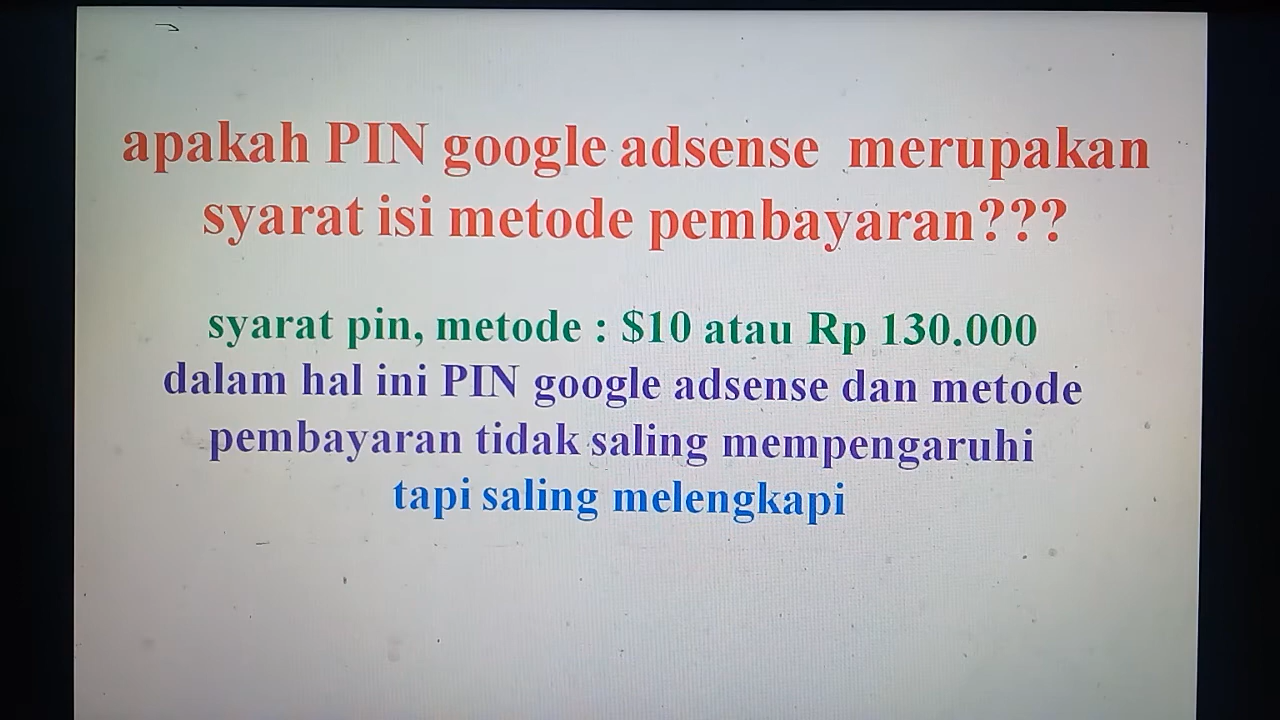 apakah PIN google adsense merupakan
syarat isi metode pembayaran???
syarat pin, metode : $10 atau Rp 130.000
dalam hal ini PIN google adsense dan metode
pembayaran tidak saling mempengaruhi
tapi saling melengkapi